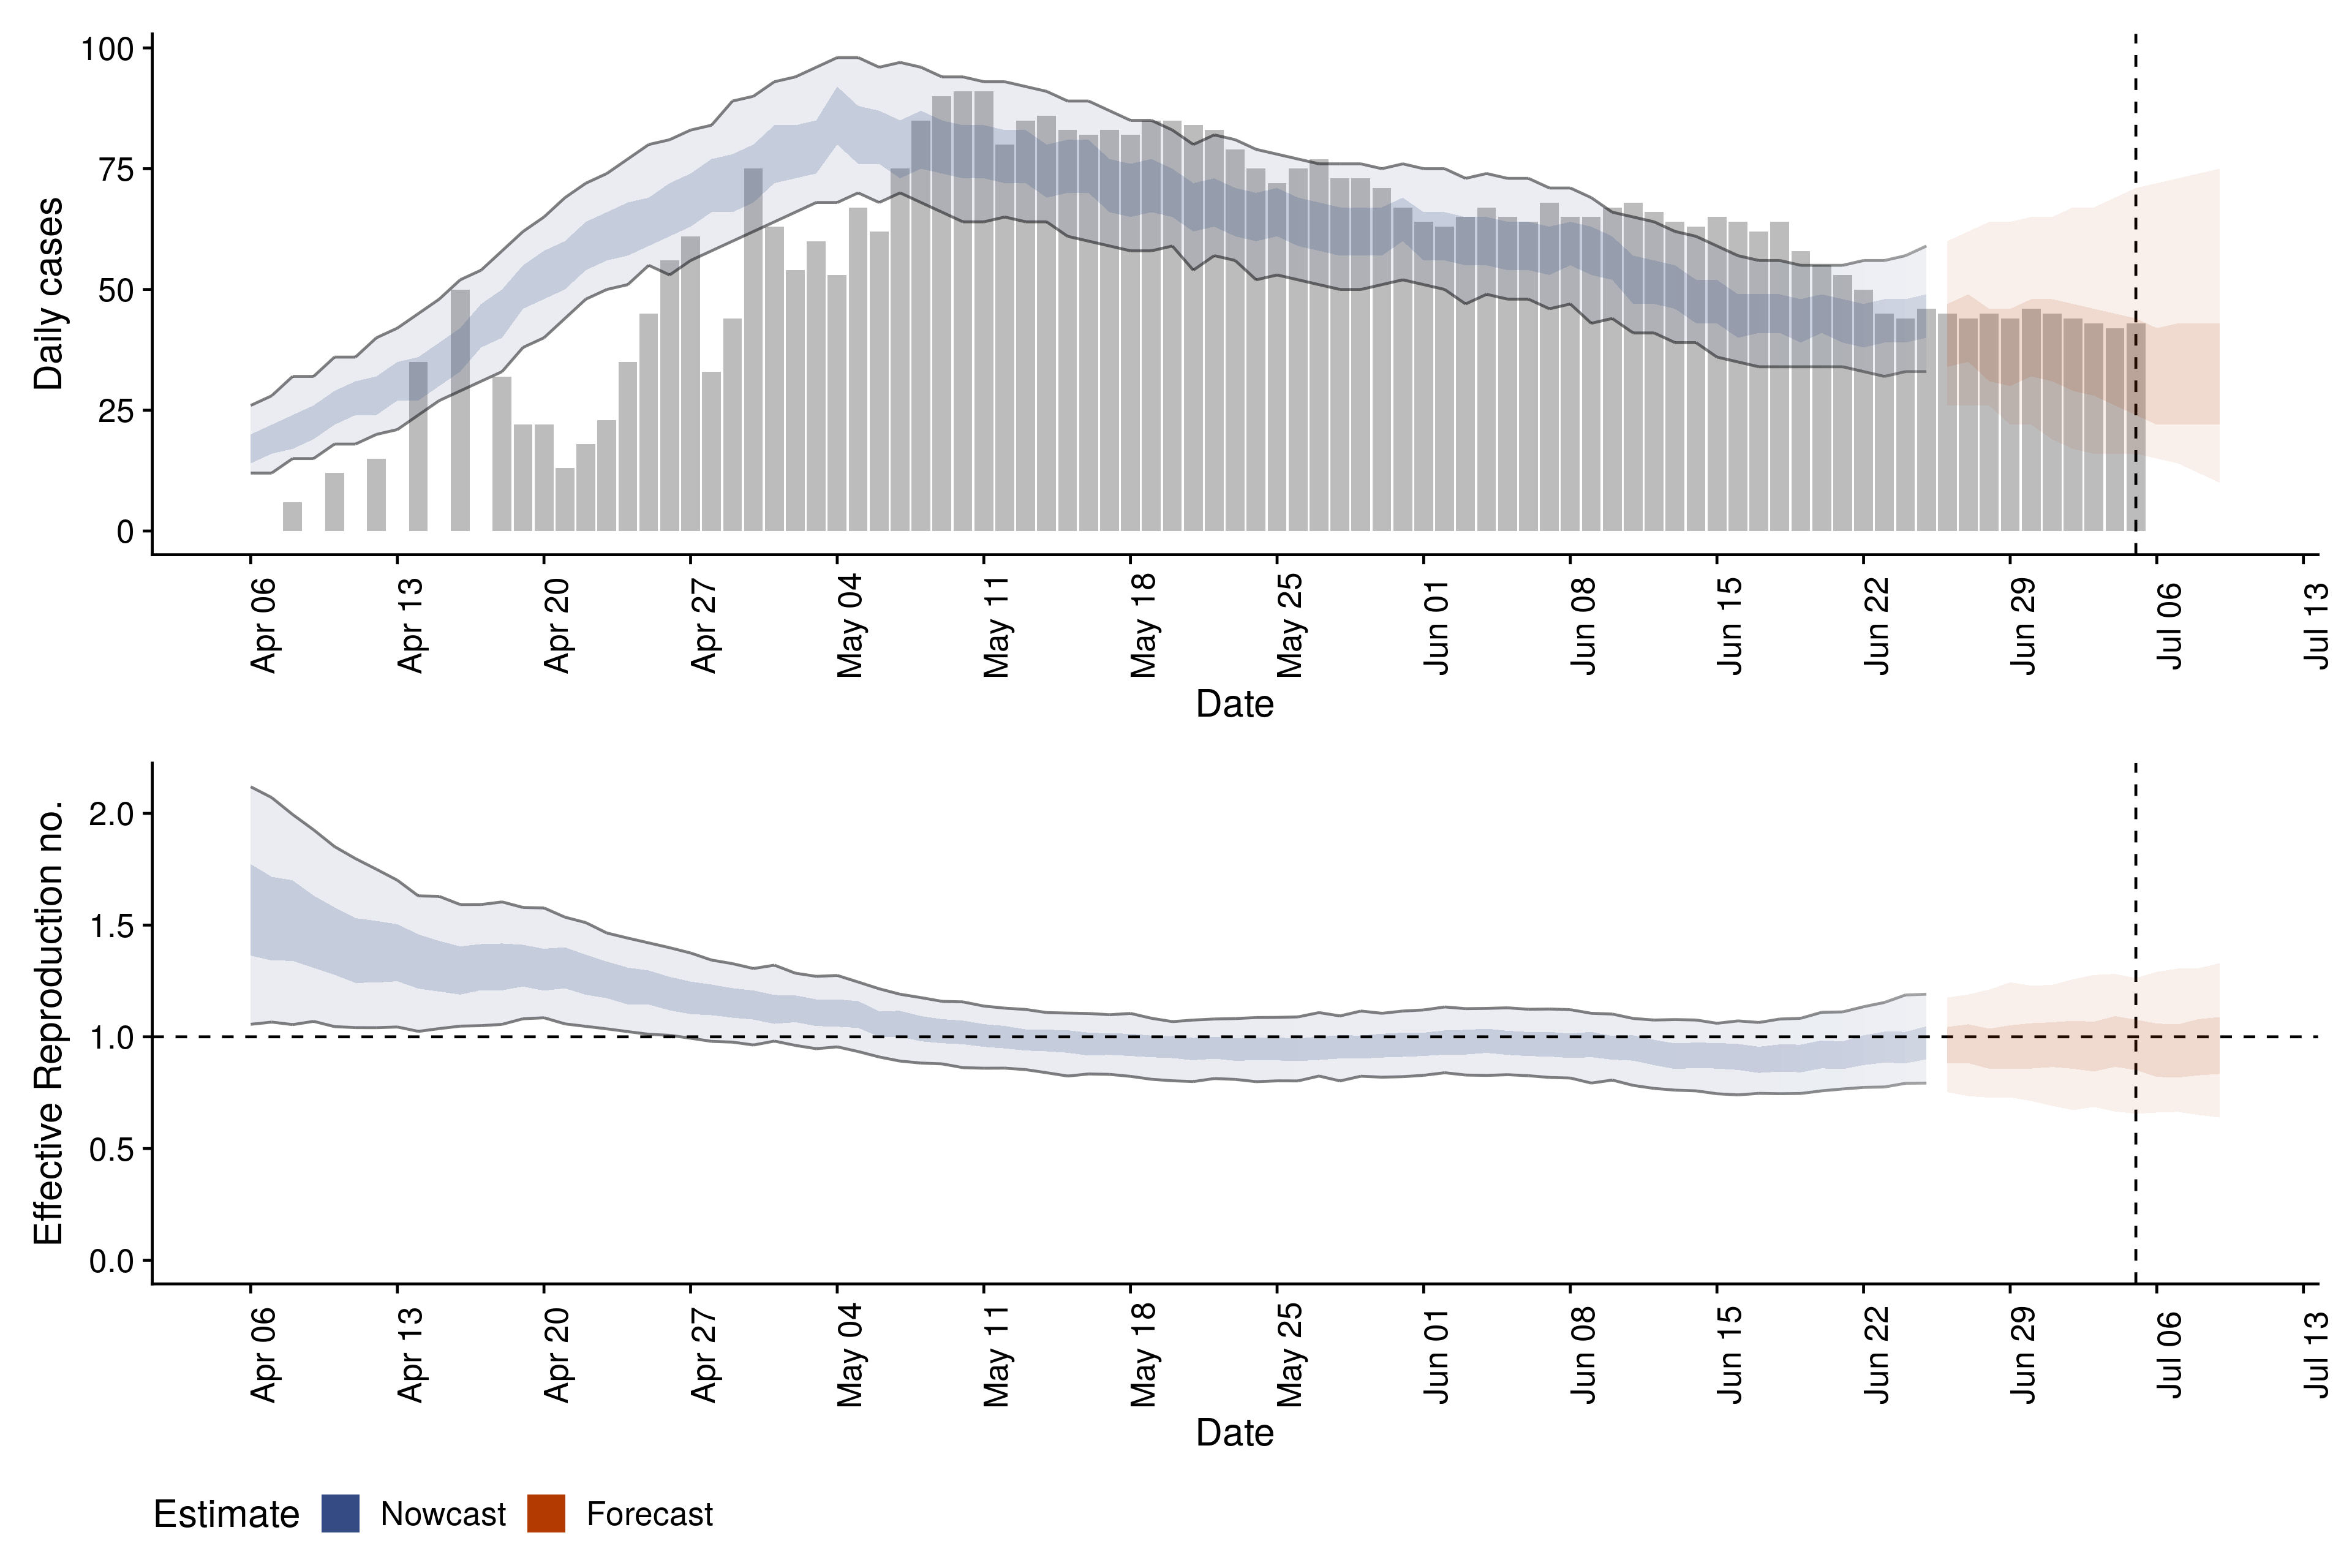 Daily cases
100
75
50
25
0
Apr 06
Apr 13
Apr 20
Apr 27
May 04
May 11
May 18
May 25
Jun 01
Jun 08
Jun 15
Jun 22
Jun 29
Jul 06
Jul 13
Date
Effective Reproduction no.
2.0
1.5
1.0
0.5
0.0
Apr 06
Apr 13
Apr 20
Apr 27
May 04
May 11
May 18
May 25
Jun 01
Jun 08
Jun 15
Jun 22
Jun 29
Jul 06
Jul 13
Date
Estimate Nowcast Forecast